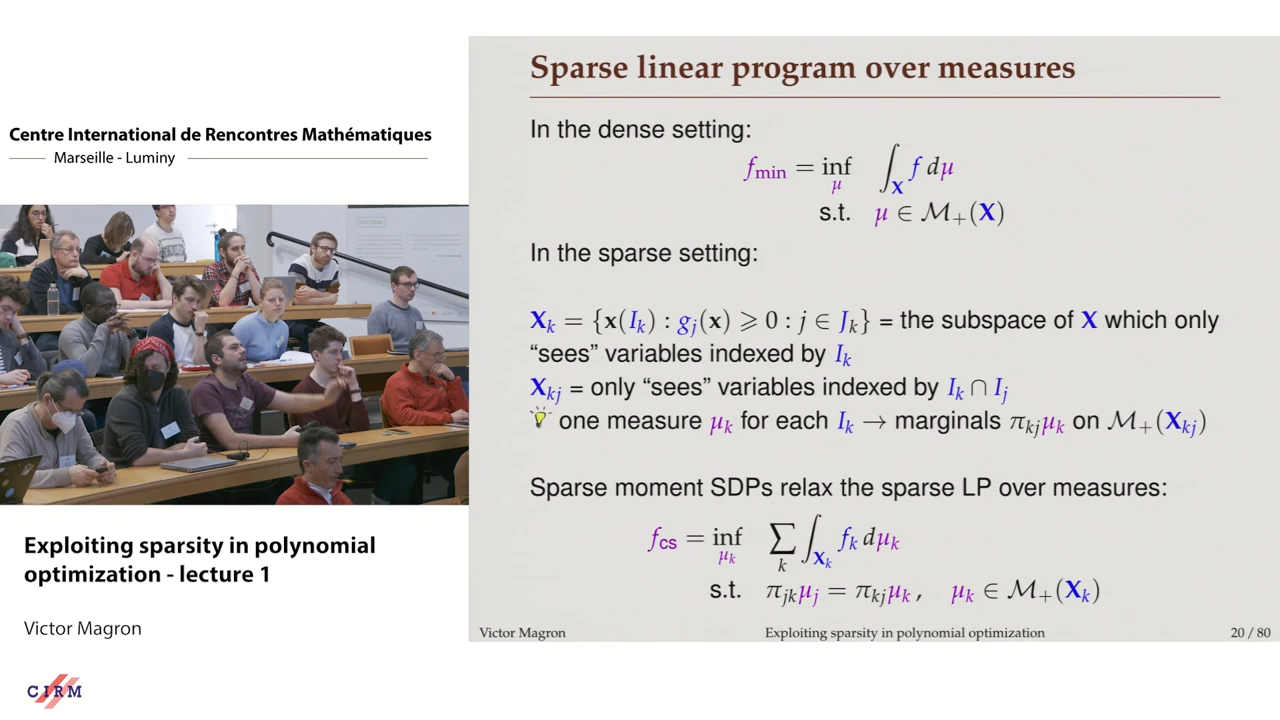 Centre International de Rencontres Mathématiques
Marseille - Luminy
Exploiting sparsity in polynomial
optimization - lecture 1
Victor Magron
CIRM
Sparse linear program over measures
In the dense setting:
f_min = inf_μ ∫_X f dμ
s.t. μ ∈ M₊(X)
In the sparse setting:
X_k = {x(I_k) : g_j(x) ⩾ 0 : j ∈ J_k} = the subspace of X which only
“sees” variables indexed by I_k
X_kj = only “sees” variables indexed by I_k ∩ I_j
one measure μ_k for each I_k → marginals π_kj μ_k on M₊(X_kj)
Sparse moment SDPs relax the sparse LP over measures:
f_cs = inf_μ_k ∑_k ∫_X_k f_k dμ_k
s.t. π_jk μ_j = π_kj μ_k , μ_k ∈ M₊(X_k)
Victor Magron Exploiting sparsity in polynomial optimization 20 / 80